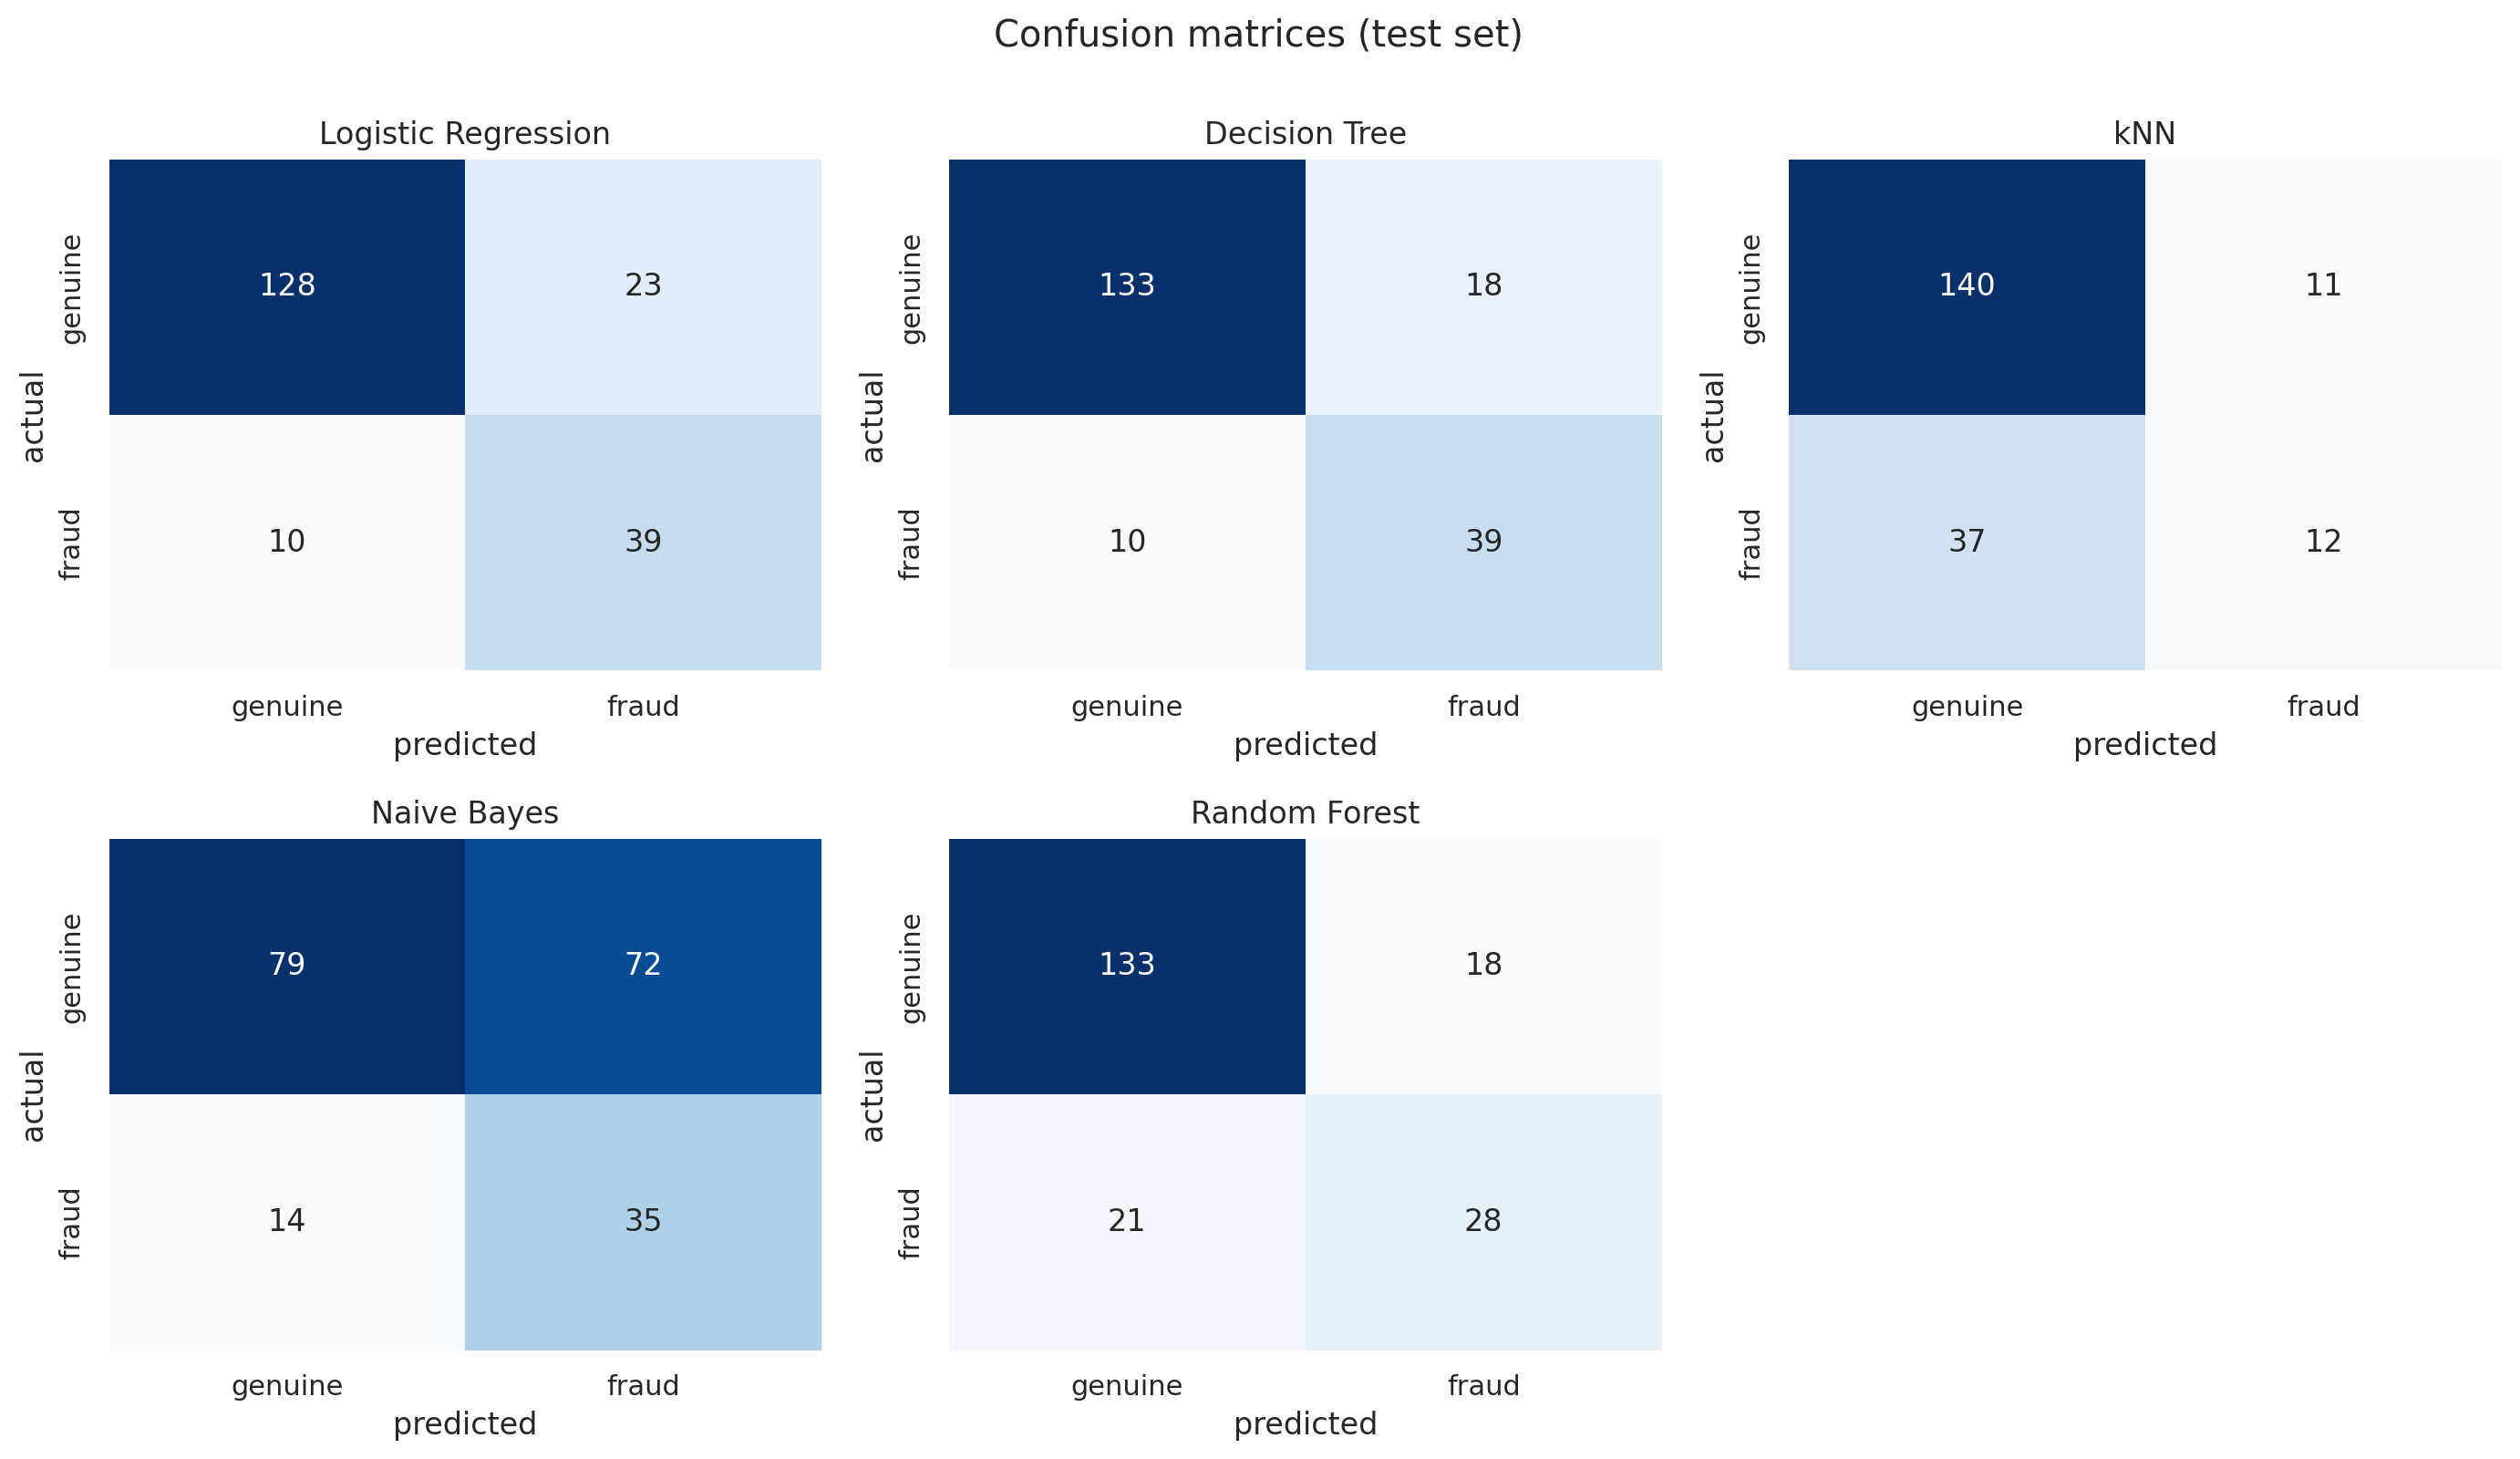 Confusion matrices (test set)
Logistic Regression
genuine
128
23
actual
fraud
10
39
genuine fraud
predicted
Decision Tree
genuine
133
18
actual
fraud
10
39
genuine fraud
predicted
kNN
genuine
140
11
actual
fraud
37
12
genuine fraud
predicted
Naive Bayes
genuine
79
72
actual
fraud
14
35
genuine fraud
predicted
Random Forest
genuine
133
18
actual
fraud
21
28
genuine fraud
predicted